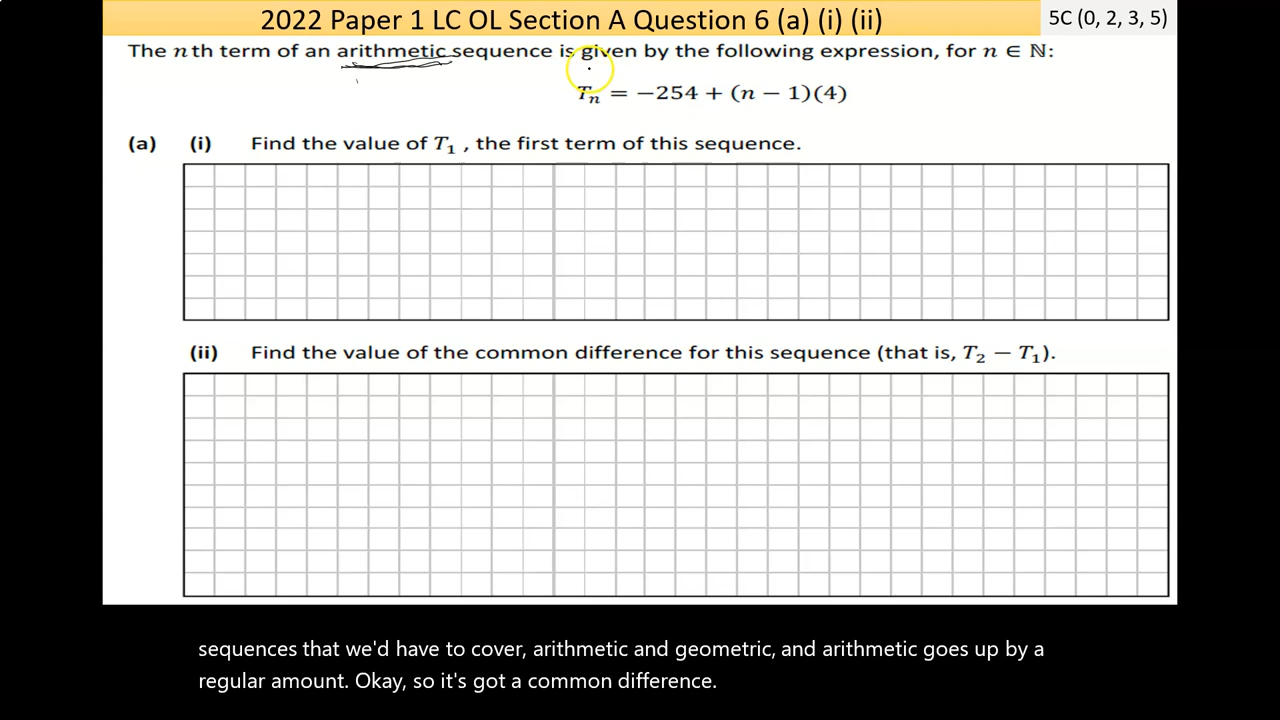 2022 Paper 1 LC OL Section A Question 6 (a) (i) (ii)
5C (0, 2, 3, 5)
The nth term of an arithmetic sequence is given by the following expression, for n ∈ ℕ:
Tₙ = −254 + (n − 1)(4)
(a) (i) Find the value of T₁ , the first term of this sequence.
(ii) Find the value of the common difference for this sequence (that is, T₂ − T₁).
sequences that we'd have to cover, arithmetic and geometric, and arithmetic goes up by a
regular amount. Okay, so it's got a common difference.